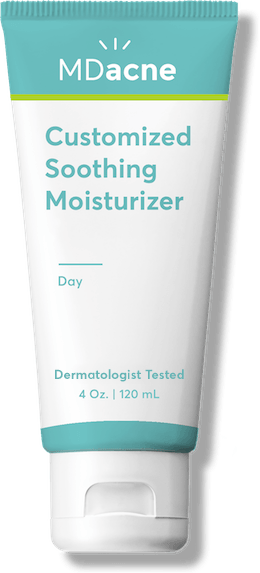 MDacne
Customized
Soothing
Moisturizer
Day
Dermatologist Tested
4 Oz. | 120 mL